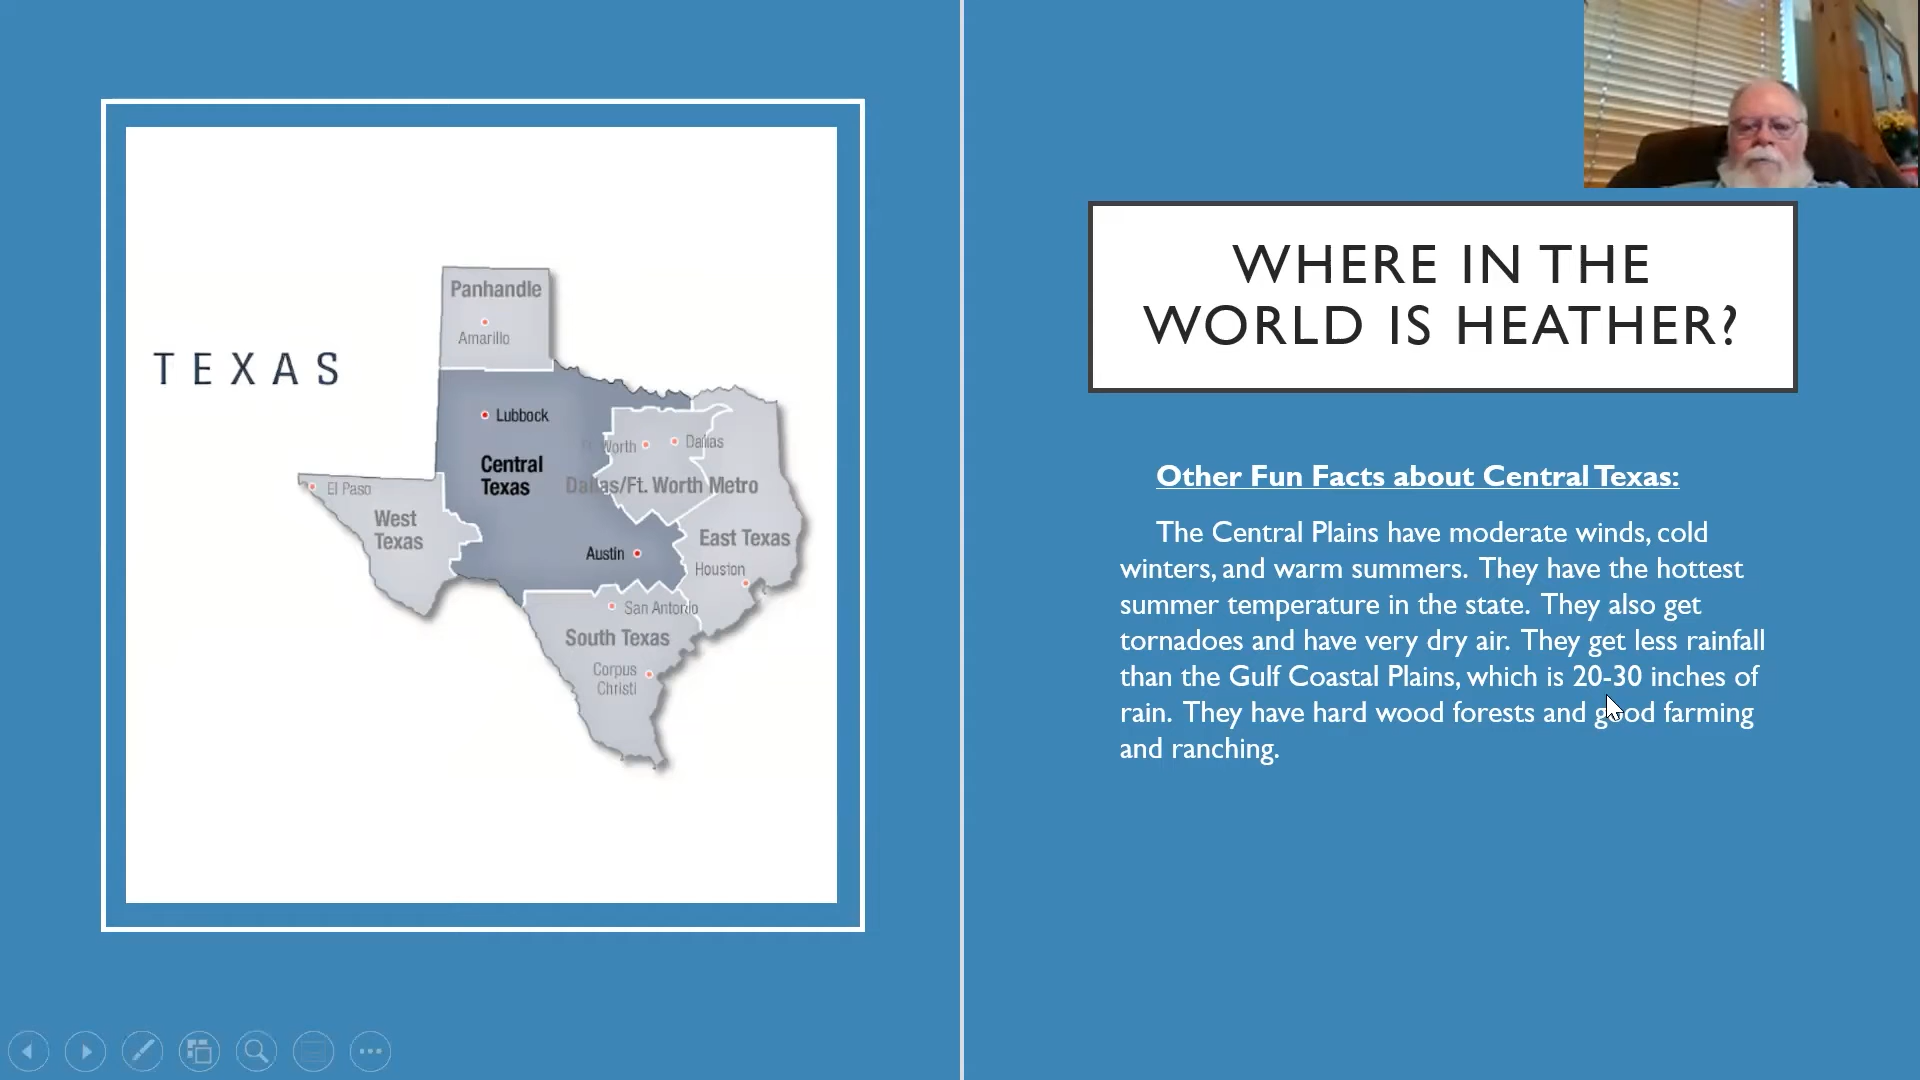 TEXAS
Panhandle
Amarillo
Lubbock
Central
Texas
Worth
Dallas
Dallas/Ft. Worth Metro
El Paso
West
Texas
East Texas
Austin
Houston
San Antonio
South Texas
Corpus
Christi
WHERE IN THE
WORLD IS HEATHER?
Other Fun Facts about Central Texas:
The Central Plains have moderate winds, cold
winters, and warm summers. They have the hottest
summer temperature in the state. They also get
tornadoes and have very dry air. They get less rainfall
than the Gulf Coastal Plains, which is 20-30 inches of
rain. They have hard wood forests and good farming
and ranching.